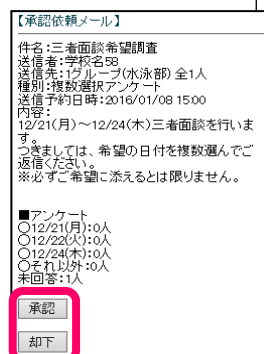 【承認依頼メール】
件名:三者面談希望調査
送信者:学校名58
送信先:1グループ(水泳部) 全1人
種別:複数選択アンケート
送信予約日時:2016/01/08 15:00
内容:
12/21(月)～12/24(木)三者面談を行いま
す。
つきましては、希望の日付を複数選んでご
返信ください。
※必ずご希望に添えるとは限りません。
■アンケート
○12/21(月):0人
○12/22(火):0人
○12/24(木):0人
○それ以外:0人
未回答:1人
承認
却下